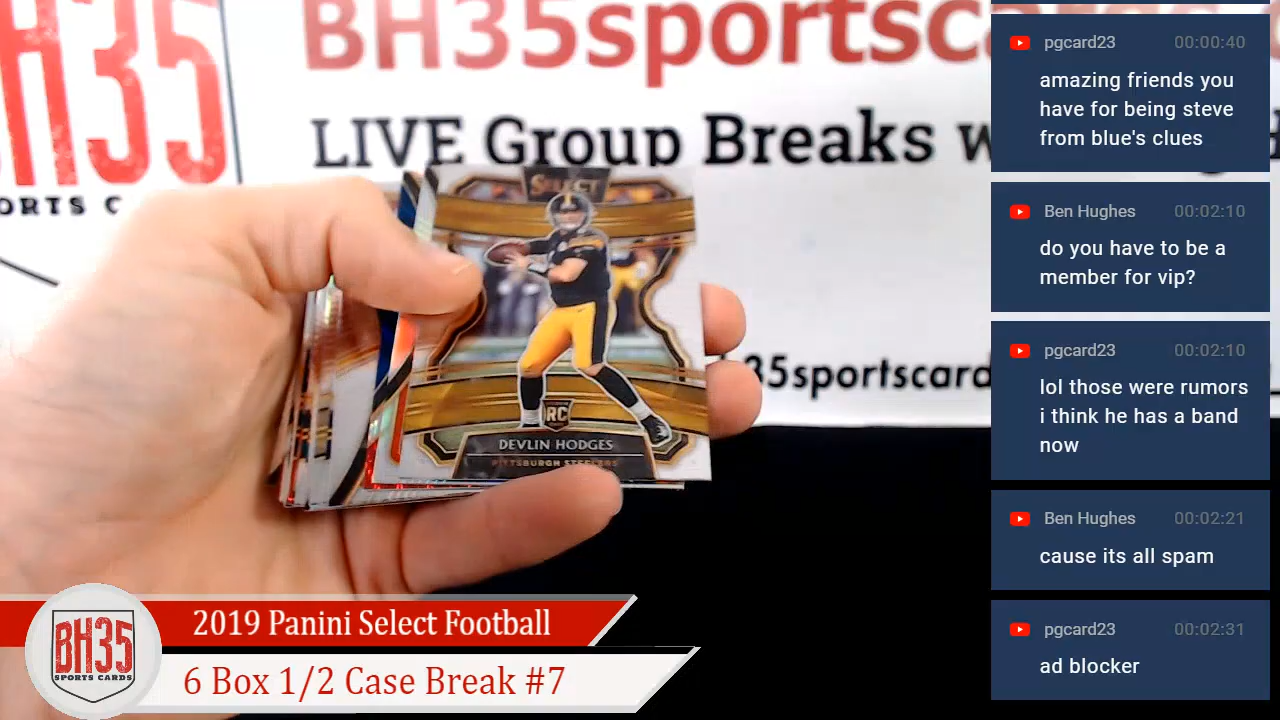 BH35sportsc
BH35
LIVE Group Breaks w
ORTS C
35sportscard
SELECT
RC
DEVLIN HODGES
PITTSBURGH STEELERS
2019 Panini Select Football
6 Box 1/2 Case Break #7
BH35
SPORTS CARDS
pgcard23 00:00:40
amazing friends you
have for being steve
from blue's clues
Ben Hughes 00:02:10
do you have to be a
member for vip?
pgcard23 00:02:10
lol those were rumors
i think he has a band
now
Ben Hughes 00:02:21
cause its all spam
pgcard23 00:02:31
ad blocker